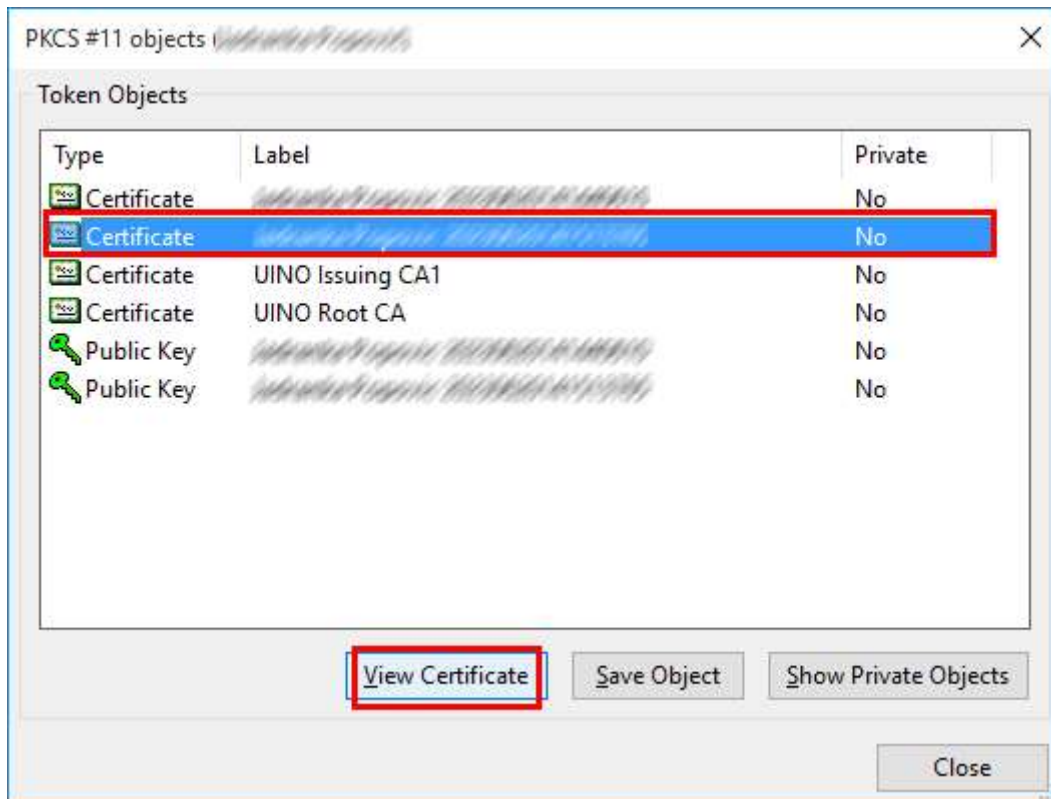 PKCS #11 objects (
Token Objects
Type Label Private
Certificate No
Certificate No
Certificate UINO Issuing CA1 No
Certificate UINO Root CA No
Public Key No
Public Key No
View Certificate Save Object Show Private Objects
Close